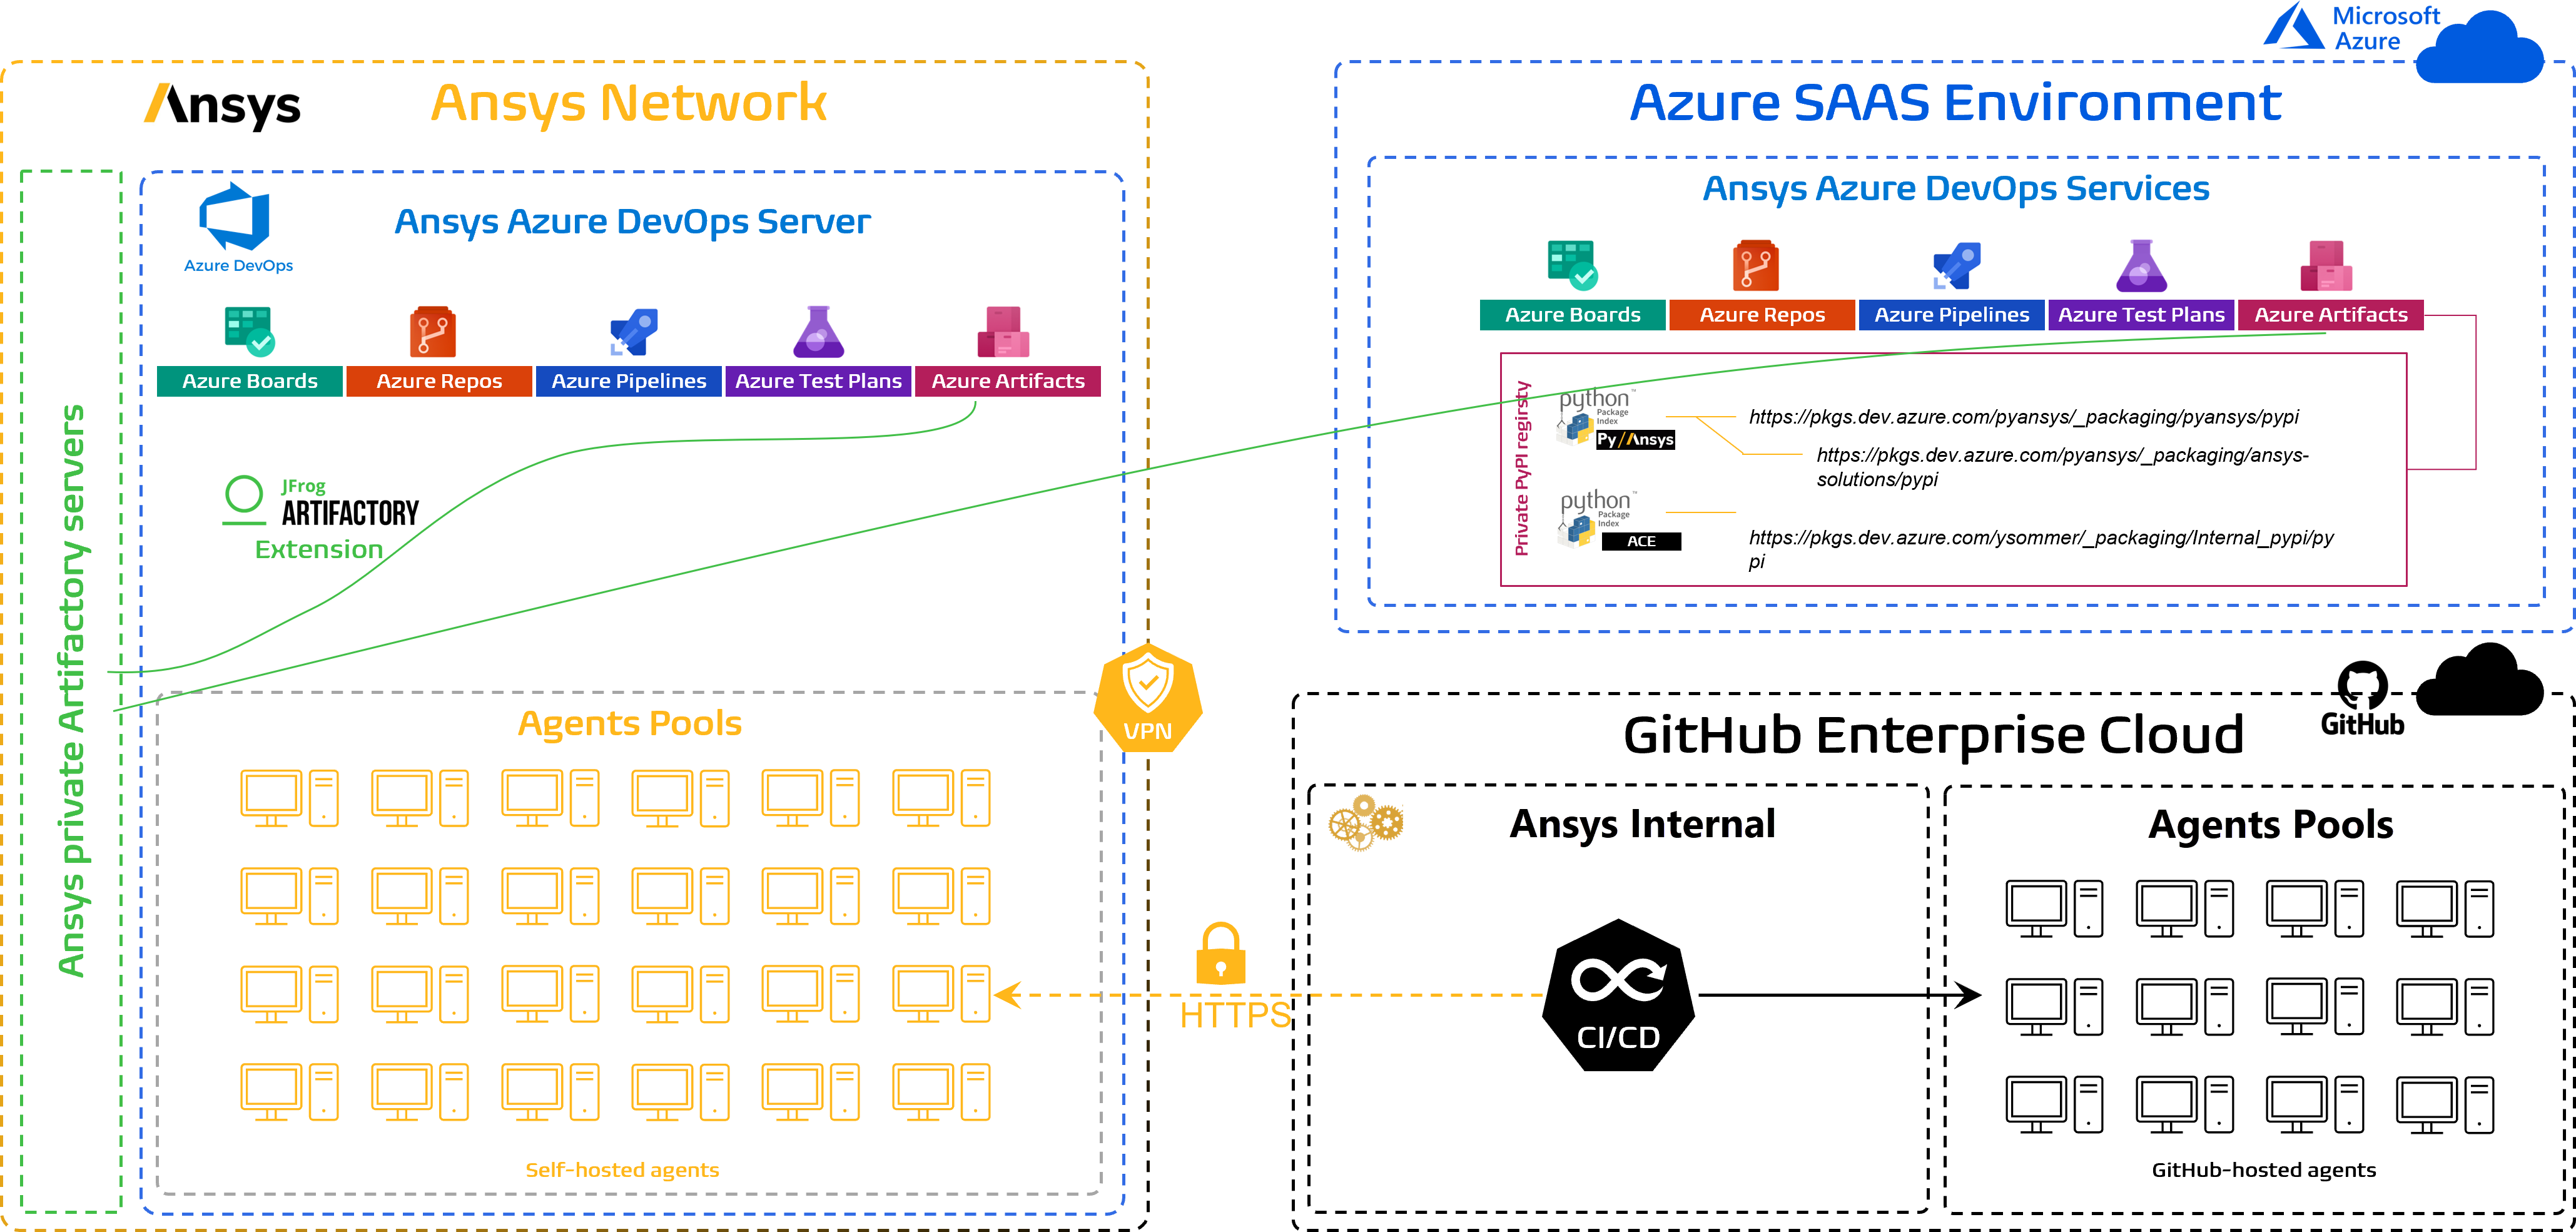 Microsoft
Azure
Ansys
Ansys Network
Ansys private Artifactory servers
Azure DevOps
Ansys Azure DevOps Server
Azure Boards
Azure Repos
Azure Pipelines
Azure Test Plans
Azure Artifacts
JFrog
ARTIFACTORY
Extension
Agents Pools
Self-hosted agents
VPN
HTTPS
Azure SAAS Environment
Ansys Azure DevOps Services
Azure Boards
Azure Repos
Azure Pipelines
Azure Test Plans
Azure Artifacts
Private PyPI regirsty
python™
Package
Index
Py/Ansys
https://pkgs.dev.azure.com/pyansys/_packaging/pyansys/pypi
https://pkgs.dev.azure.com/pyansys/_packaging/ansys-
solutions/pypi
python™
Package
Index
ACE
https://pkgs.dev.azure.com/ysommer/_packaging/Internal_pypi/py
pi
GitHub
GitHub Enterprise Cloud
Ansys Internal
CI/CD
Agents Pools
GitHub-hosted agents